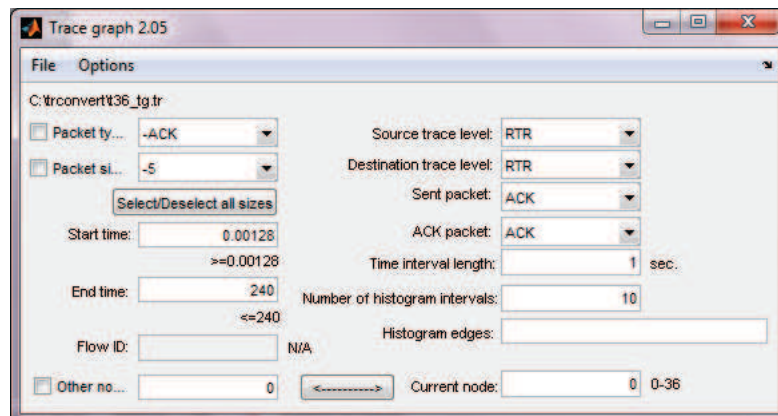 Trace graph 2.05
File Options
C:\trconvert\t36_tg.tr
Packet ty... -ACK Source trace level: RTR
Packet si... -5 Destination trace level: RTR
Select/Deselect all sizes Sent packet: ACK
Start time: 0.00128 ACK packet: ACK
>=0.00128 Time interval length: 1 sec.
End time: 240 Number of histogram intervals: 10
<=240 Histogram edges:
Flow ID: N/A
Other no... 0 <----------> Current node: 0 0-36